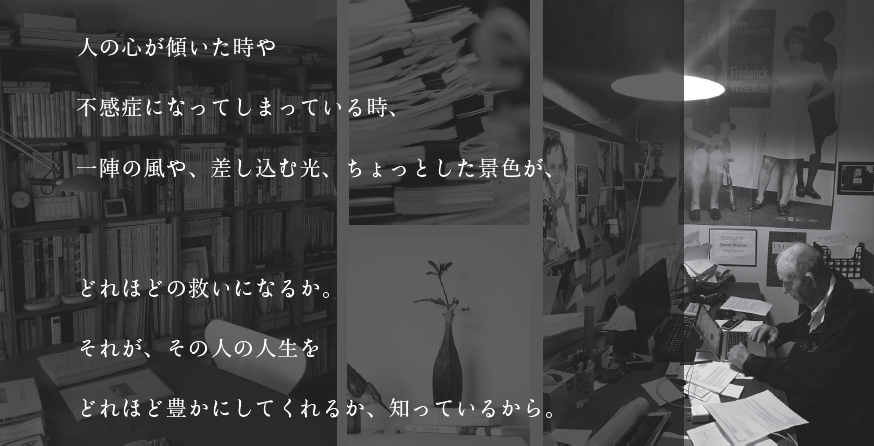 人の心が傾いた時や
不感症になってしまっている時、
一陣の風や、差し込む光、ちょっとした景色が、
どれほどの救いになるか。
それが、その人の人生を
どれほど豊かにしてくれるか、知っているから。
Frederick
Wiseman